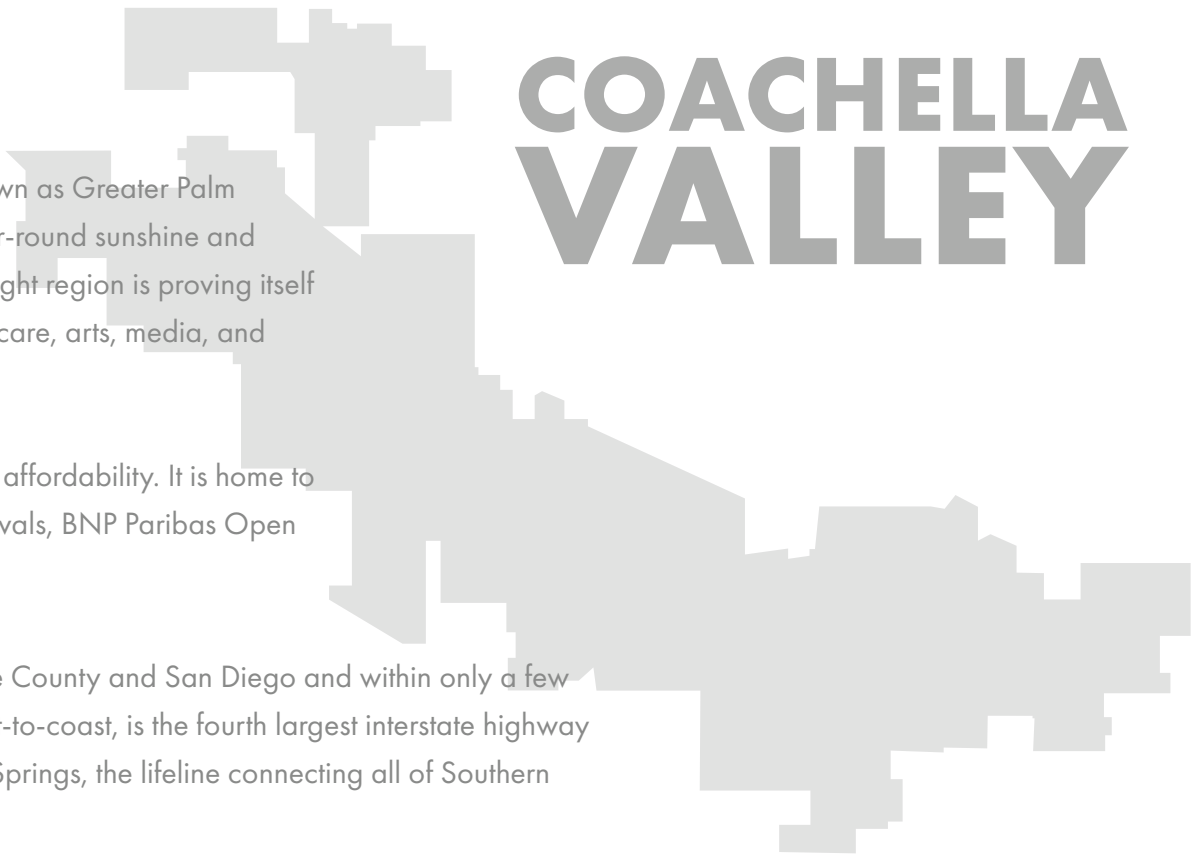 COACHELLA
VALLEY
wn as Greater Palm
r-round sunshine and
ght region is proving itself
care, arts, media, and
affordability. It is home to
vals, BNP Paribas Open
e County and San Diego and within only a few
t-to-coast, is the fourth largest interstate highway
Springs, the lifeline connecting all of Southern